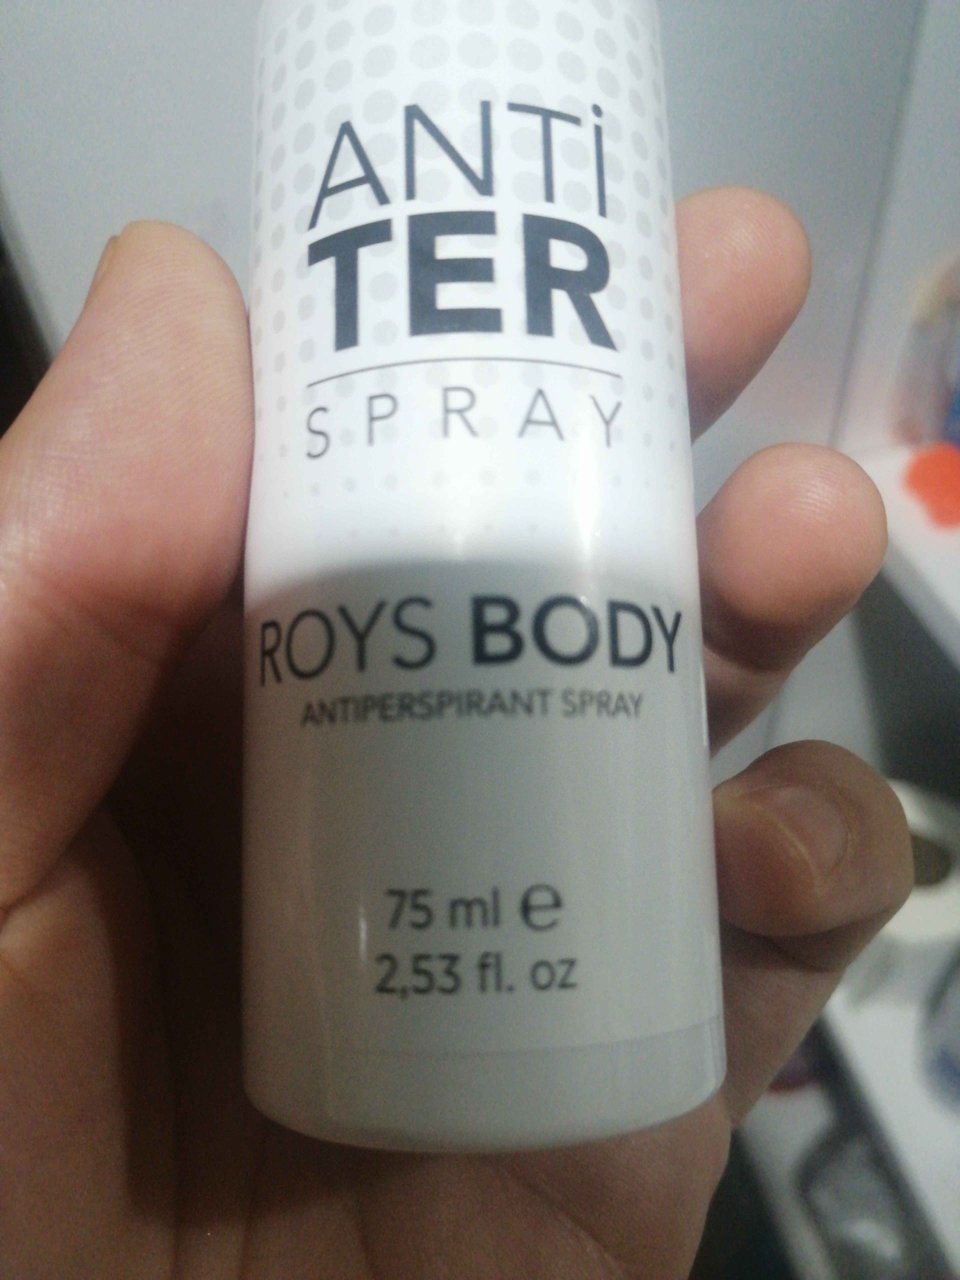 ANTi
TER
SPRAY
ROYS BODY
ANTIPERSPIRANT SPRAY
75 ml e
2,53 fl. oz